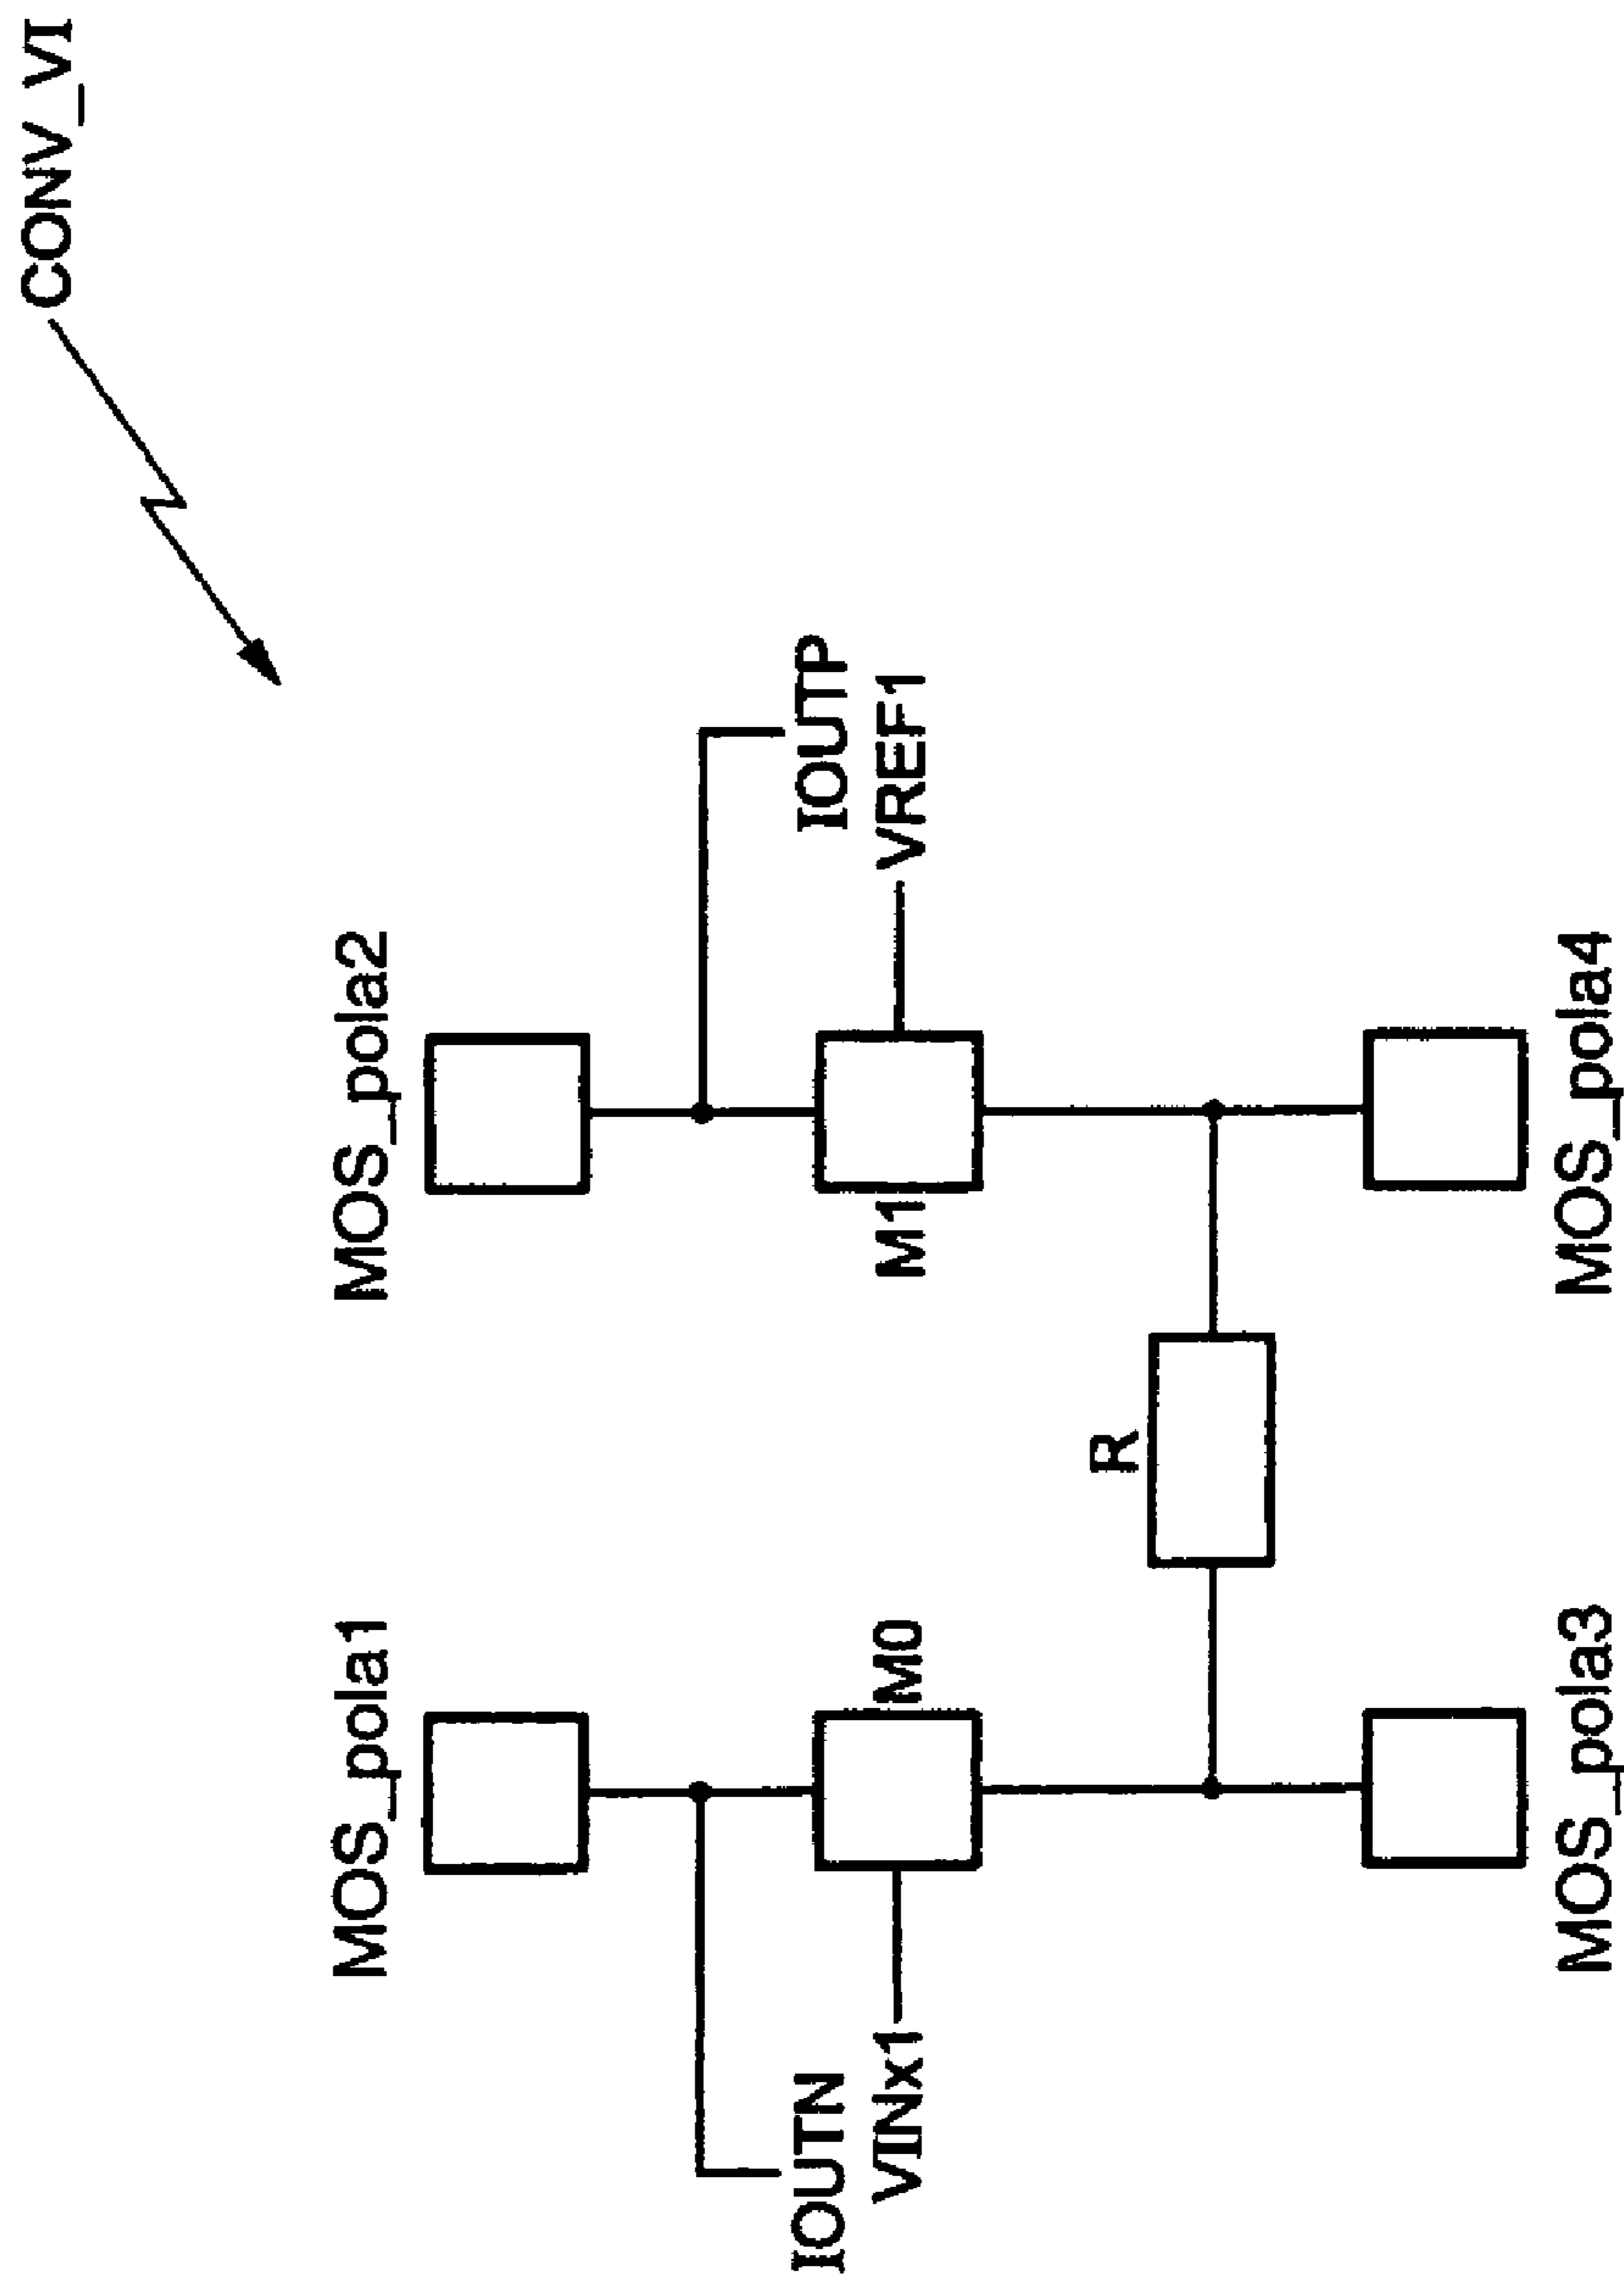 CONV_VI
MOS_pola1
MOS_pola2
IOUTN
IOUTP
VINx1
M0
M1
VREF1
R
MOS_pola3
MOS_pola4